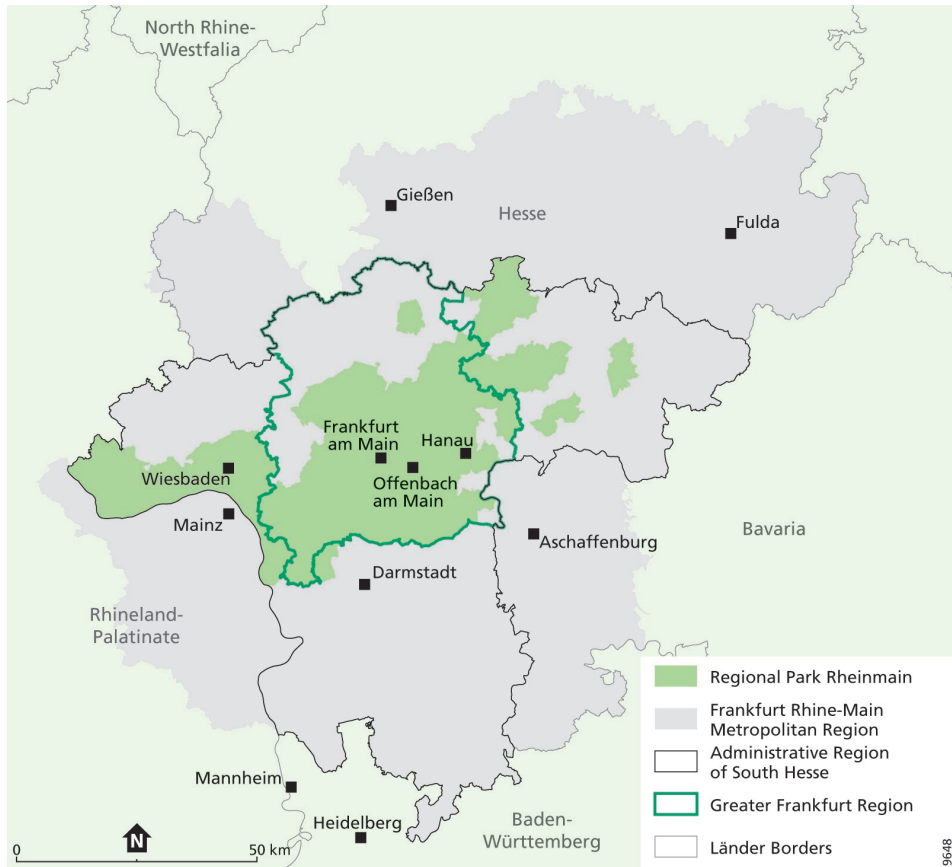 North Rhine-
Westfalia
Gießen
Hesse
Fulda
Frankfurt
am Main
Hanau
Wiesbaden
Offenbach
am Main
Mainz
Aschaffenburg
Bavaria
Darmstadt
Rhineland-
Palatinate
Regional Park Rheinmain
Frankfurt Rhine-Main
Metropolitan Region
Administrative Region
of South Hesse
Mannheim
Greater Frankfurt Region
Heidelberg
Baden-
Württemberg
Länder Borders
N
0
50 km
9648